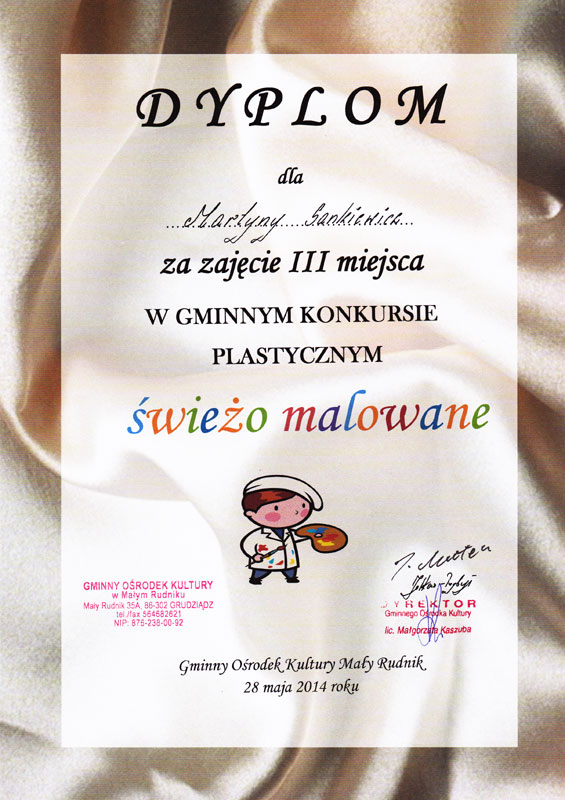 DYPLOM
dla
Martyny Sankiewicz
za zajęcie III miejsca
W GMINNYM KONKURSIE
PLASTYCZNYM
świeżo malowane
GMINNY OŚRODEK KULTURY
w Małym Rudniku
Mały Rudnik 35A, 86-302 GRUDZIĄDZ
tel./fax 564682621
NIP: 876-238-00-92
DYREKTOR
Gminnego Ośrodka Kultury
lic. Małgorzata Kaszuba
Gminny Ośrodek Kultury Mały Rudnik
28 maja 2014 roku